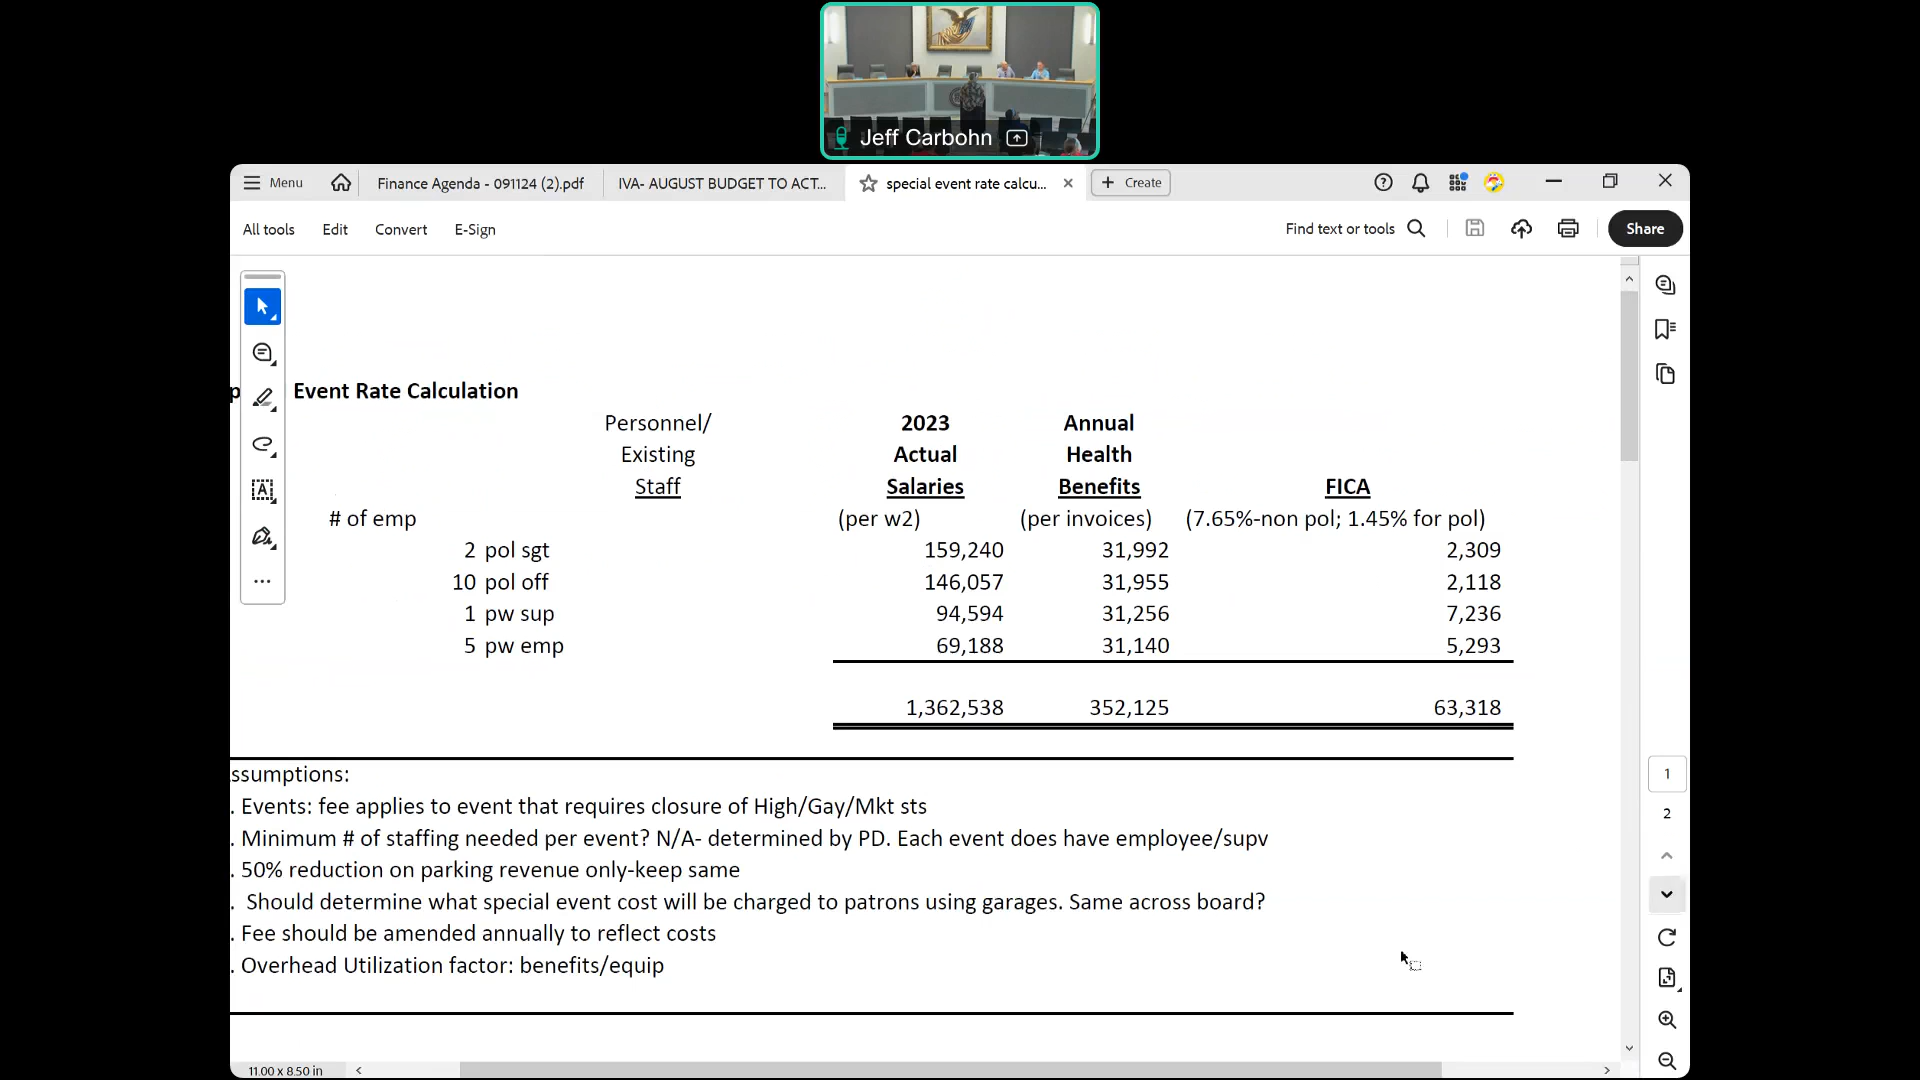 Jeff Carbohn
Menu
Finance Agenda - 091124 (2).pdf
IVA- AUGUST BUDGET TO ACT...
special event rate calcu...
Create
All tools
Edit
Convert
E-Sign
Find text or tools
Share
Event Rate Calculation
Personnel/ 2023 Annual
Existing Actual Health
Staff Salaries Benefits FICA
# of emp (per w2) (per invoices) (7.65%-non pol; 1.45% for pol)
2 pol sgt 159,240 31,992 2,309
10 pol off 146,057 31,955 2,118
1 pw sup 94,594 31,256 7,236
5 pw emp 69,188 31,140 5,293
1,362,538 352,125 63,318
ssumptions:
. Events: fee applies to event that requires closure of High/Gay/Mkt sts
. Minimum # of staffing needed per event? N/A- determined by PD. Each event does have employee/supv
. 50% reduction on parking revenue only-keep same
. Should determine what special event cost will be charged to patrons using garages. Same across board?
. Fee should be amended annually to reflect costs
. Overhead Utilization factor: benefits/equip
1
2
11.00 x 8.50 in